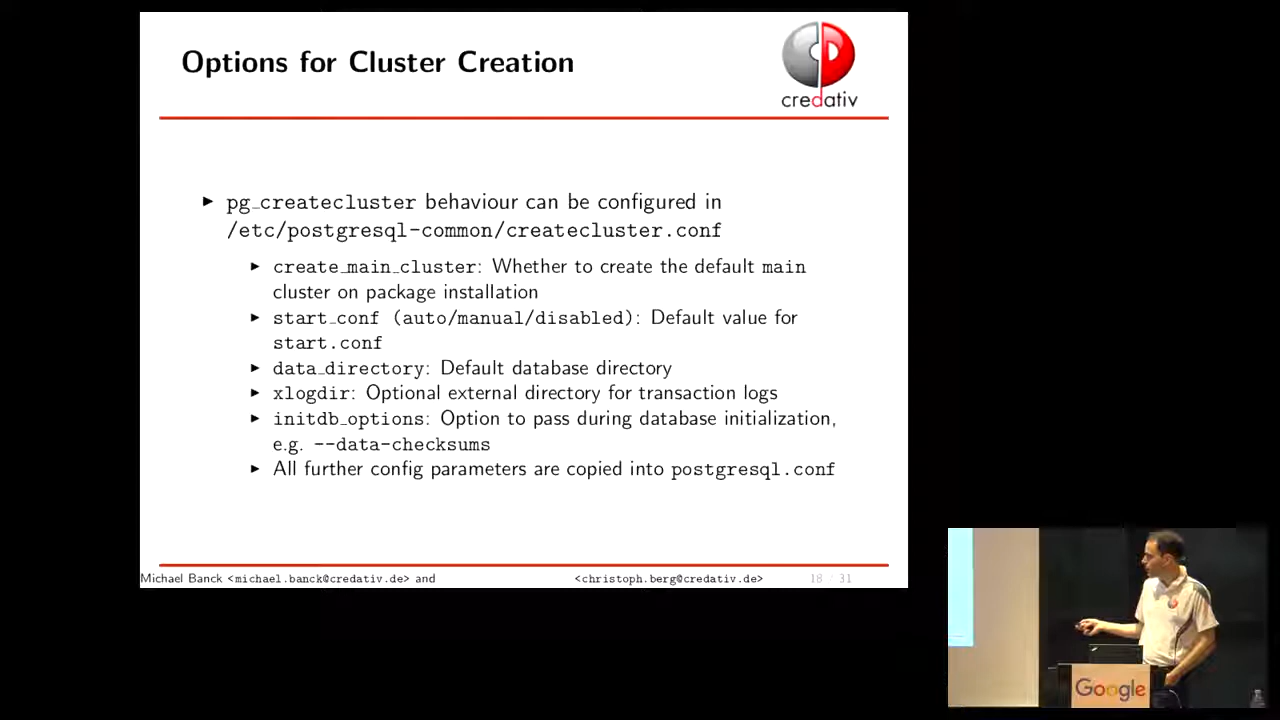 Options for Cluster Creation
credativ
▶ pg_createcluster behaviour can be configured in
/etc/postgresql-common/createcluster.conf
▶ create_main_cluster: Whether to create the default main
cluster on package installation
▶ start_conf (auto/manual/disabled): Default value for
start.conf
▶ data_directory: Default database directory
▶ xlogdir: Optional external directory for transaction logs
▶ initdb_options: Option to pass during database initialization,
e.g. --data-checksums
▶ All further config parameters are copied into postgresql.conf
Michael Banck <michael.banck@credativ.de> and <christoph.berg@credativ.de> 18 / 31
Google